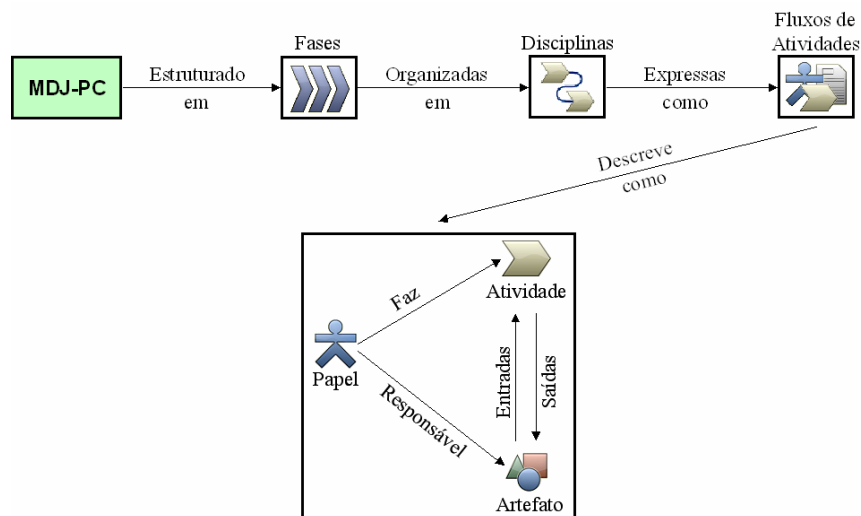 Fases
Disciplinas
Fluxos de
Atividades
MDJ-PC
Estruturado
em
Organizadas
em
Expressas
como
Descreve
como
Faz
Atividade
Papel
Responsável
Entradas
Saídas
Artefato